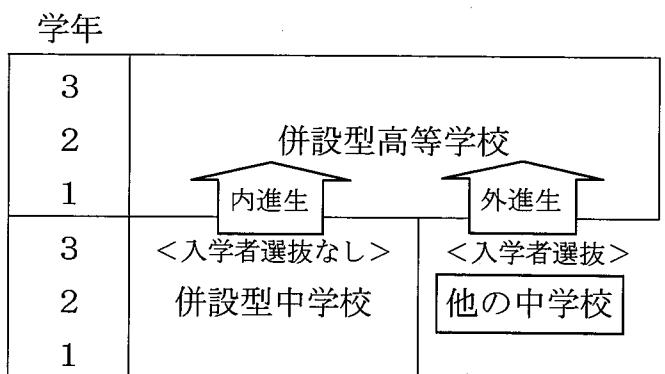 学年
3
2 併設型高等学校
1 内進生 外進生
3 <入学者選抜なし> <入学者選抜>
2 併設型中学校 他の中学校
1